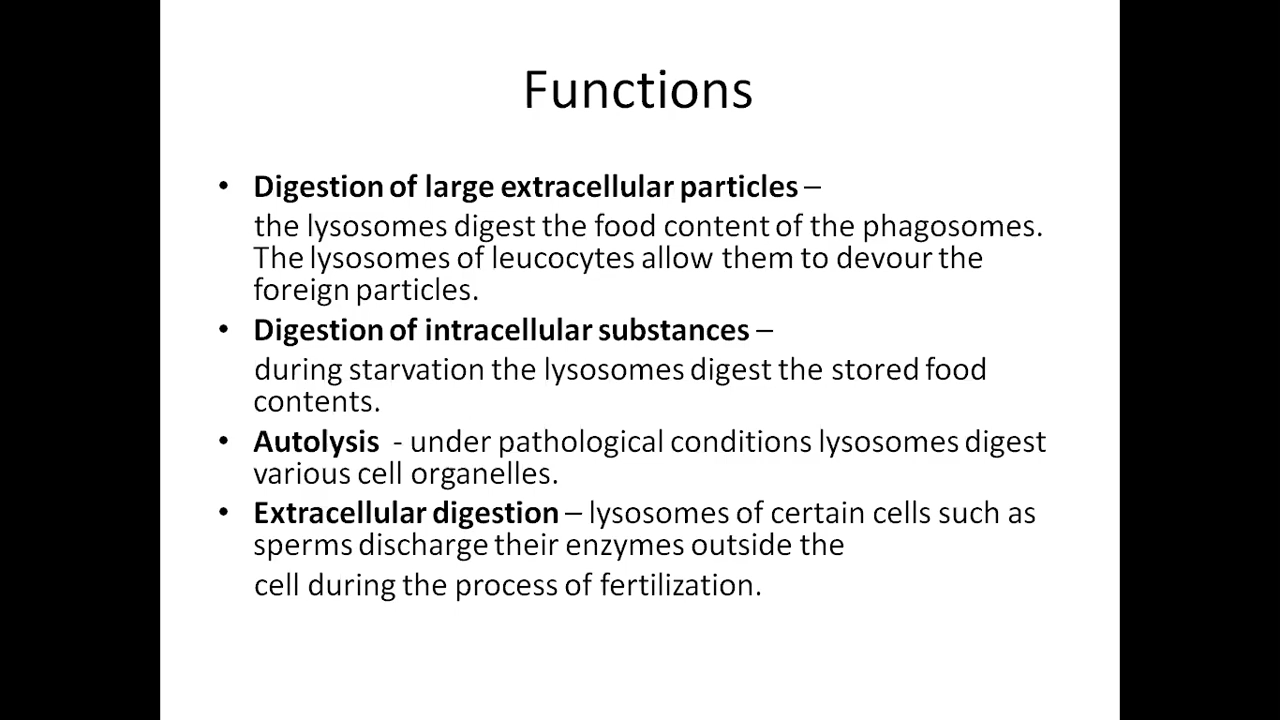 Functions
• Digestion of large extracellular particles –
the lysosomes digest the food content of the phagosomes.
The lysosomes of leucocytes allow them to devour the
foreign particles.
• Digestion of intracellular substances –
during starvation the lysosomes digest the stored food
contents.
• Autolysis - under pathological conditions lysosomes digest
various cell organelles.
• Extracellular digestion – lysosomes of certain cells such as
sperms discharge their enzymes outside the
cell during the process of fertilization.